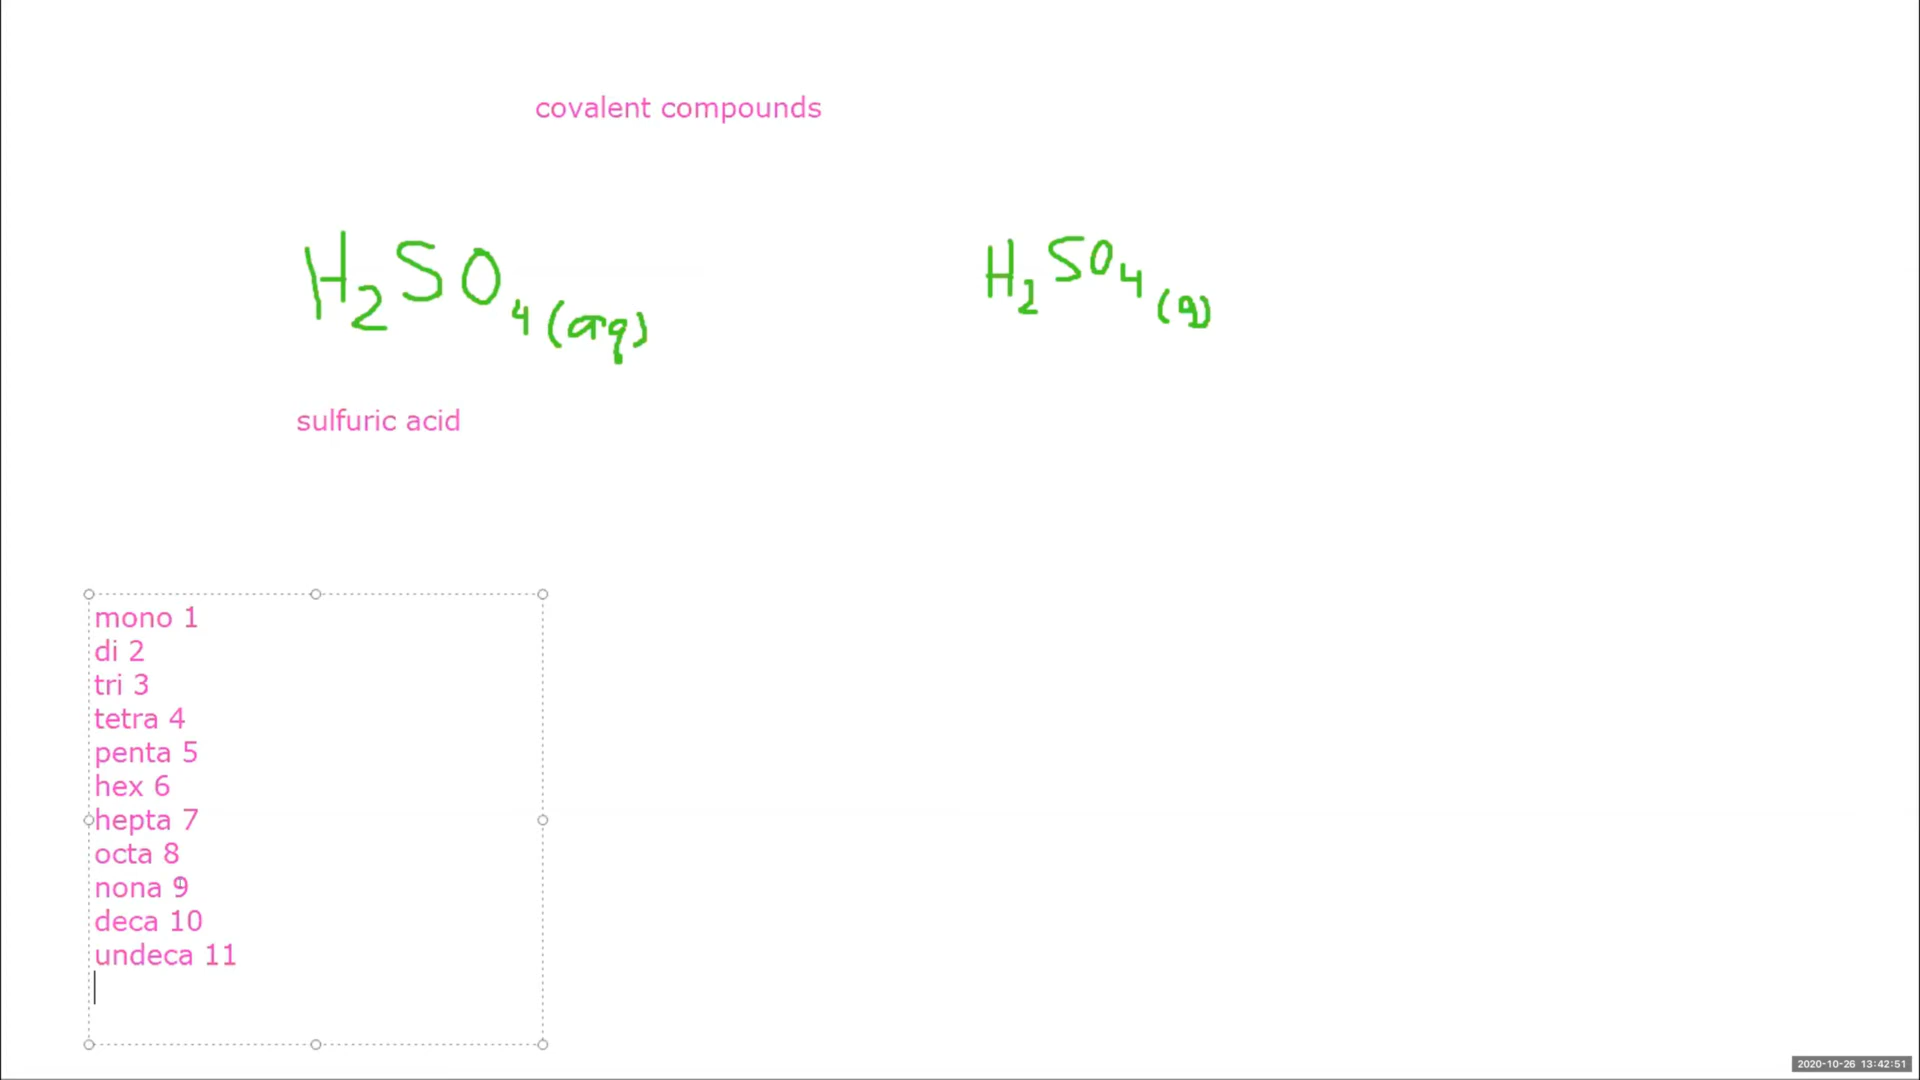 covalent compounds
H₂SO₄(aq)
H₂SO₄(g)
sulfuric acid
mono 1
di 2
tri 3
tetra 4
penta 5
hex 6
hepta 7
octa 8
nona 9
deca 10
undeca 11
2020-10-26 13:42:51